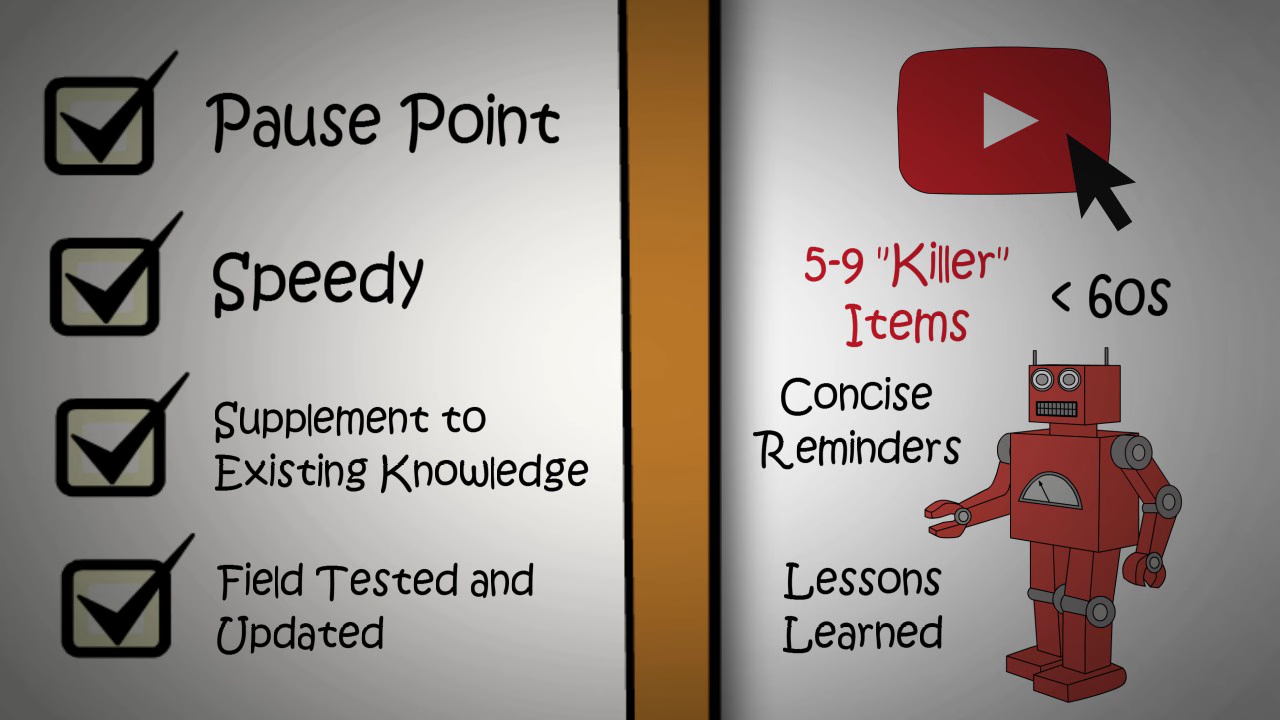 Pause Point
Speedy
Supplement to
Existing Knowledge
Field Tested and
Updated
5-9 "Killer"
Items
< 60s
Concise
Reminders
Lessons
Learned